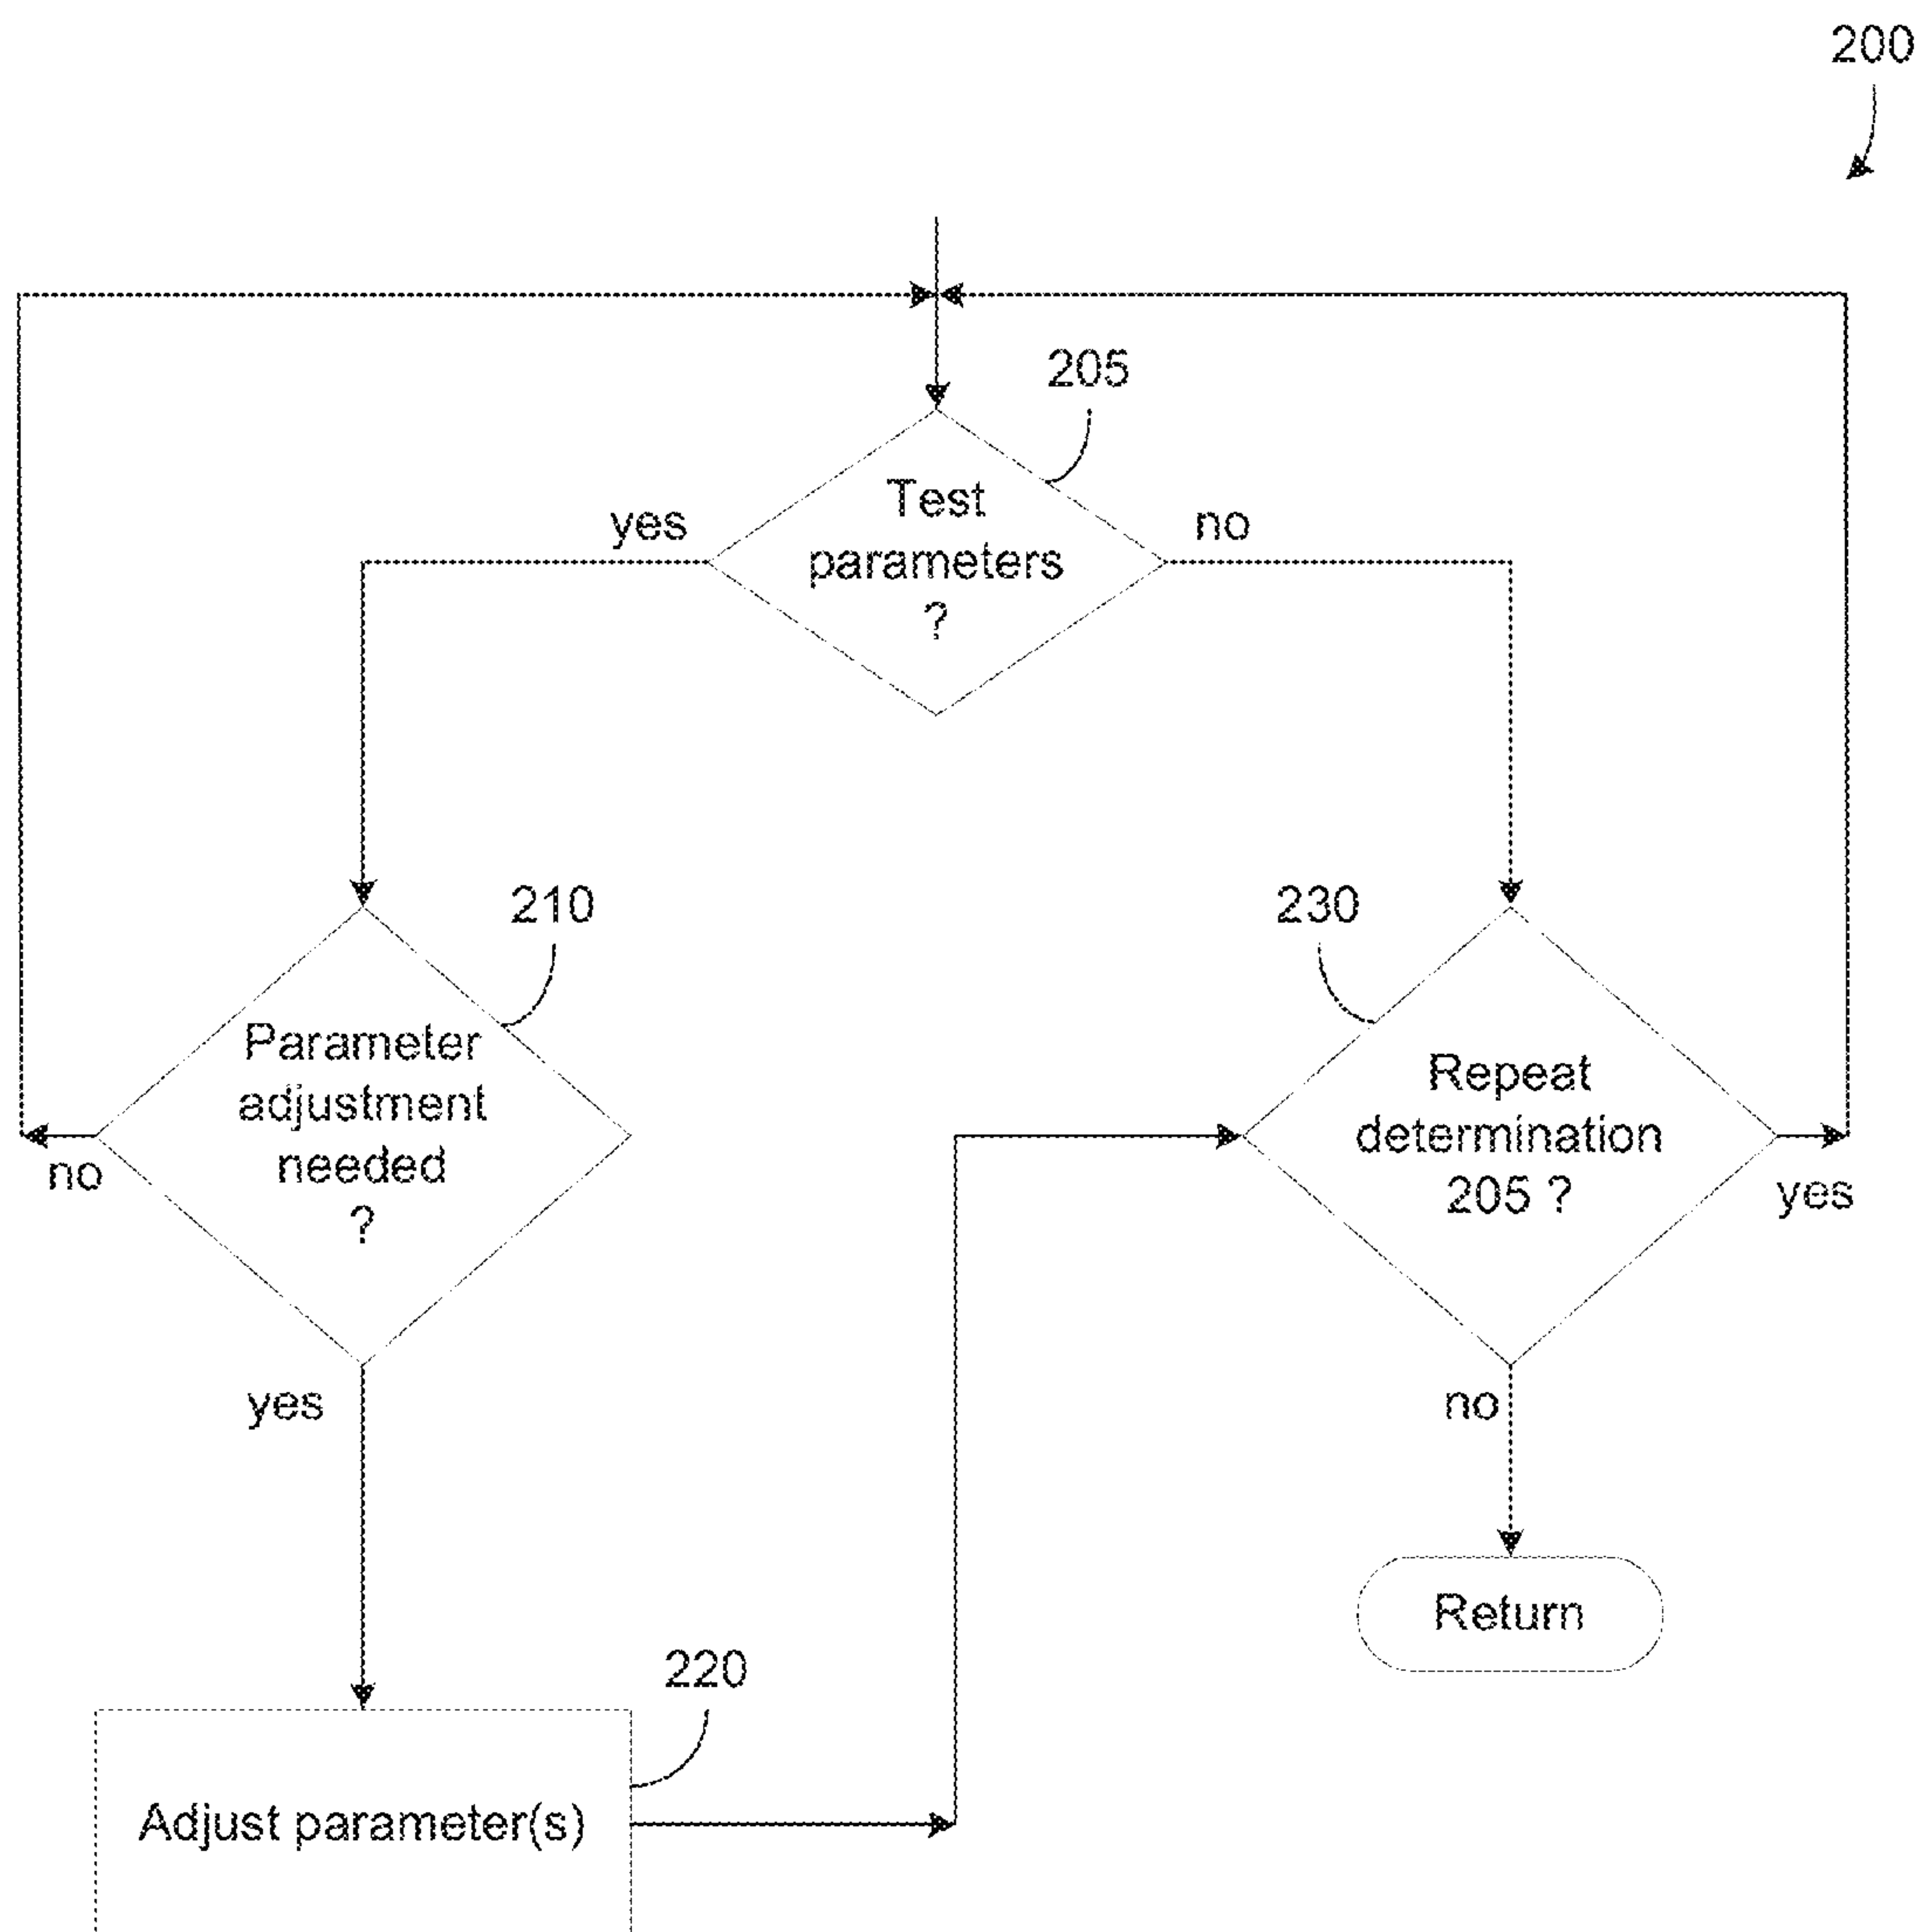 200
205
Test
parameters
?
yes
no
210
230
Parameter
adjustment
needed
?
no
Repeat
determination
205 ?
yes
yes
no
Return
220
Adjust parameter(s)